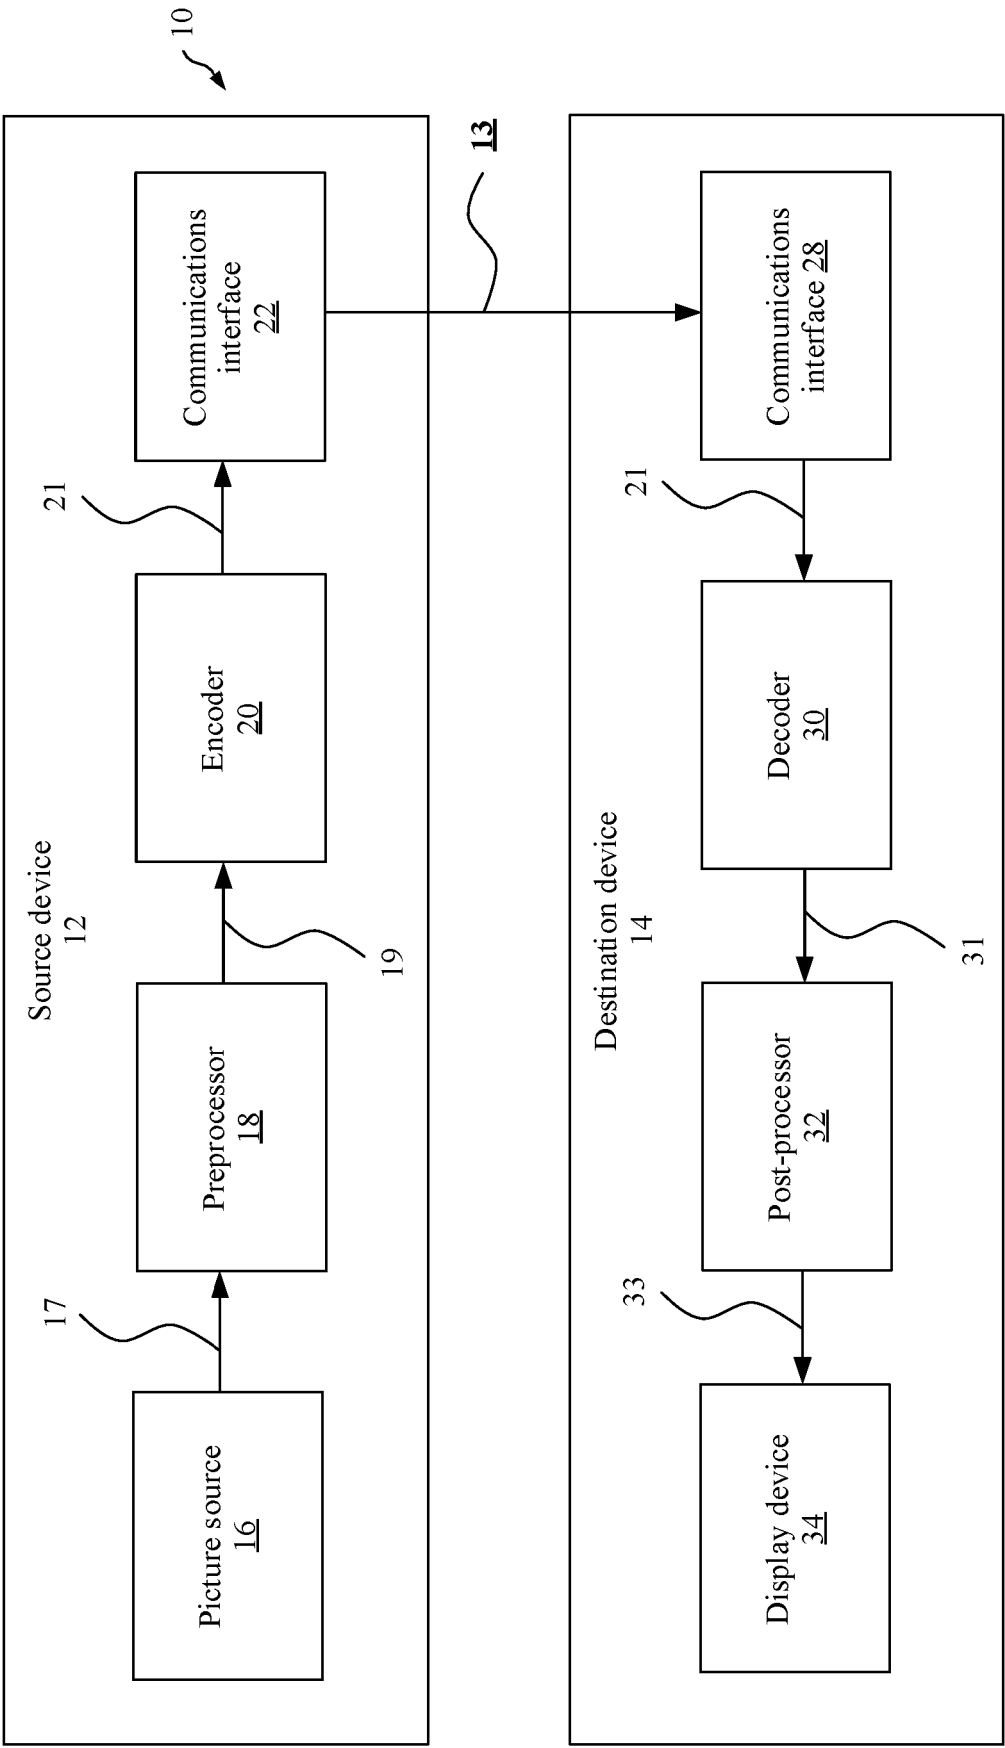 10
Source device
12
Picture source
16
17
Preprocessor
18
19
Encoder
20
21
Communications
interface
22
13
Destination device
14
Communications
interface 28
21
Decoder
30
31
Post-processor
32
33
Display device
34